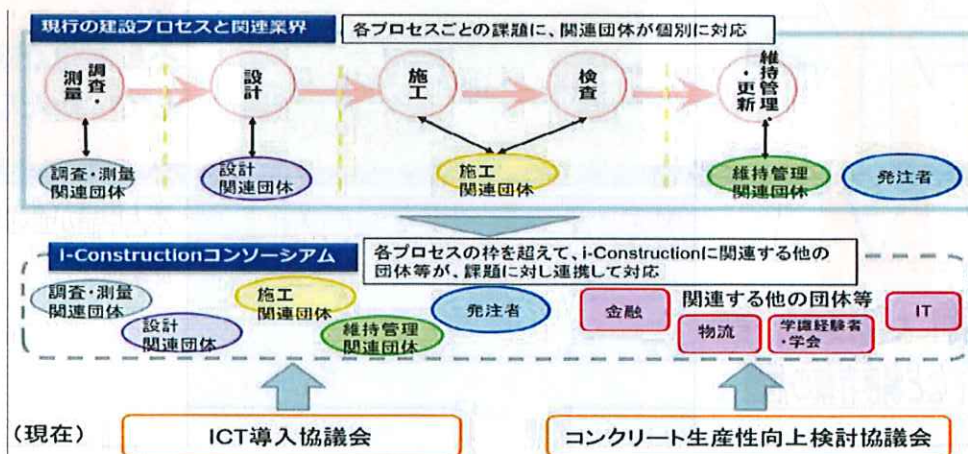 現行の建設プロセスと関連業界
各プロセスごとの課題に、関連団体が個別に対応
調査・
測量
設計
施工
検査
維持管理・
・更新
調査・測量
関連団体
設計
関連団体
施工
関連団体
維持管理
関連団体
発注者
i-Constructionコンソーシアム
各プロセスの枠を超えて、i-Constructionに関連する他の
団体等が、課題に対し連携して対応
調査・測量
関連団体
設計
関連団体
施工
関連団体
維持管理
関連団体
発注者
関連する他の団体等
金融
物流
学識経験者
・学会
IT
(現在)
ICT導入協議会
コンクリート生産性向上検討協議会